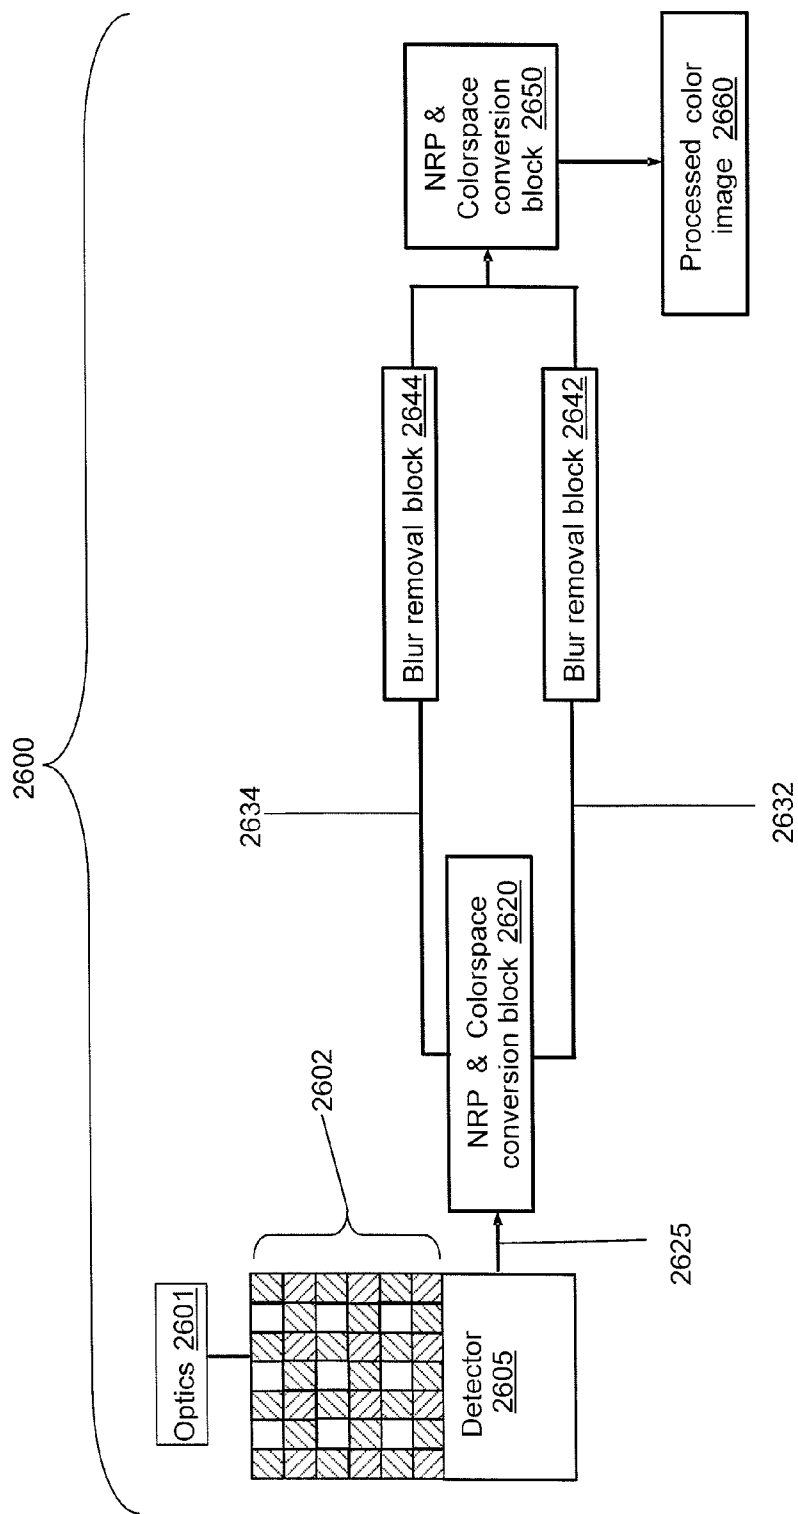 2600
Optics 2601
2602
Detector
2605
2625
NRP & Colorspace
conversion block 2620
2634
2632
Blur removal block 2644
Blur removal block 2642
NRP &
Colorspace
conversion
block 2650
Processed color
image 2660